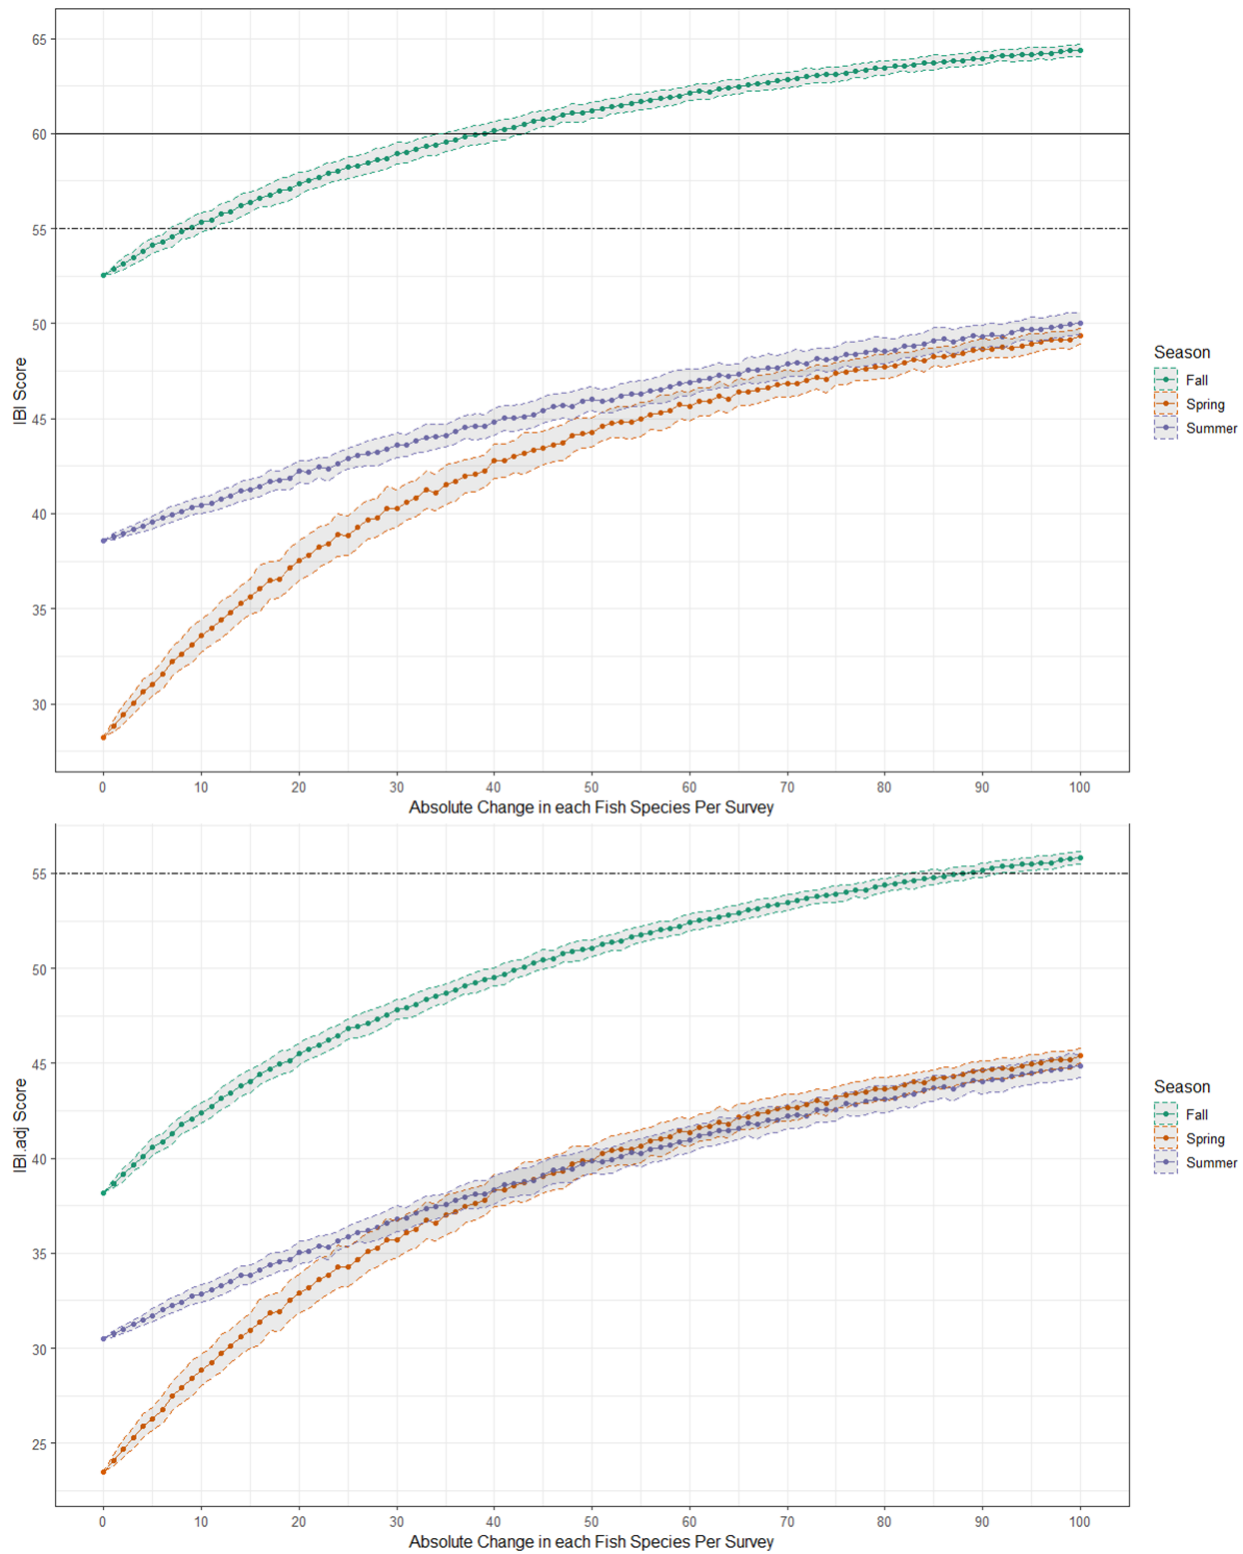 65
60
55
50
45
40
35
30
IBI Score
0 10 20 30 40 50 60 70 80 90 100
Absolute Change in each Fish Species Per Survey
Season
Fall
Spring
Summer
55
50
45
40
35
30
25
IBI.adj Score
0 10 20 30 40 50 60 70 80 90 100
Absolute Change in each Fish Species Per Survey
Season
Fall
Spring
Summer